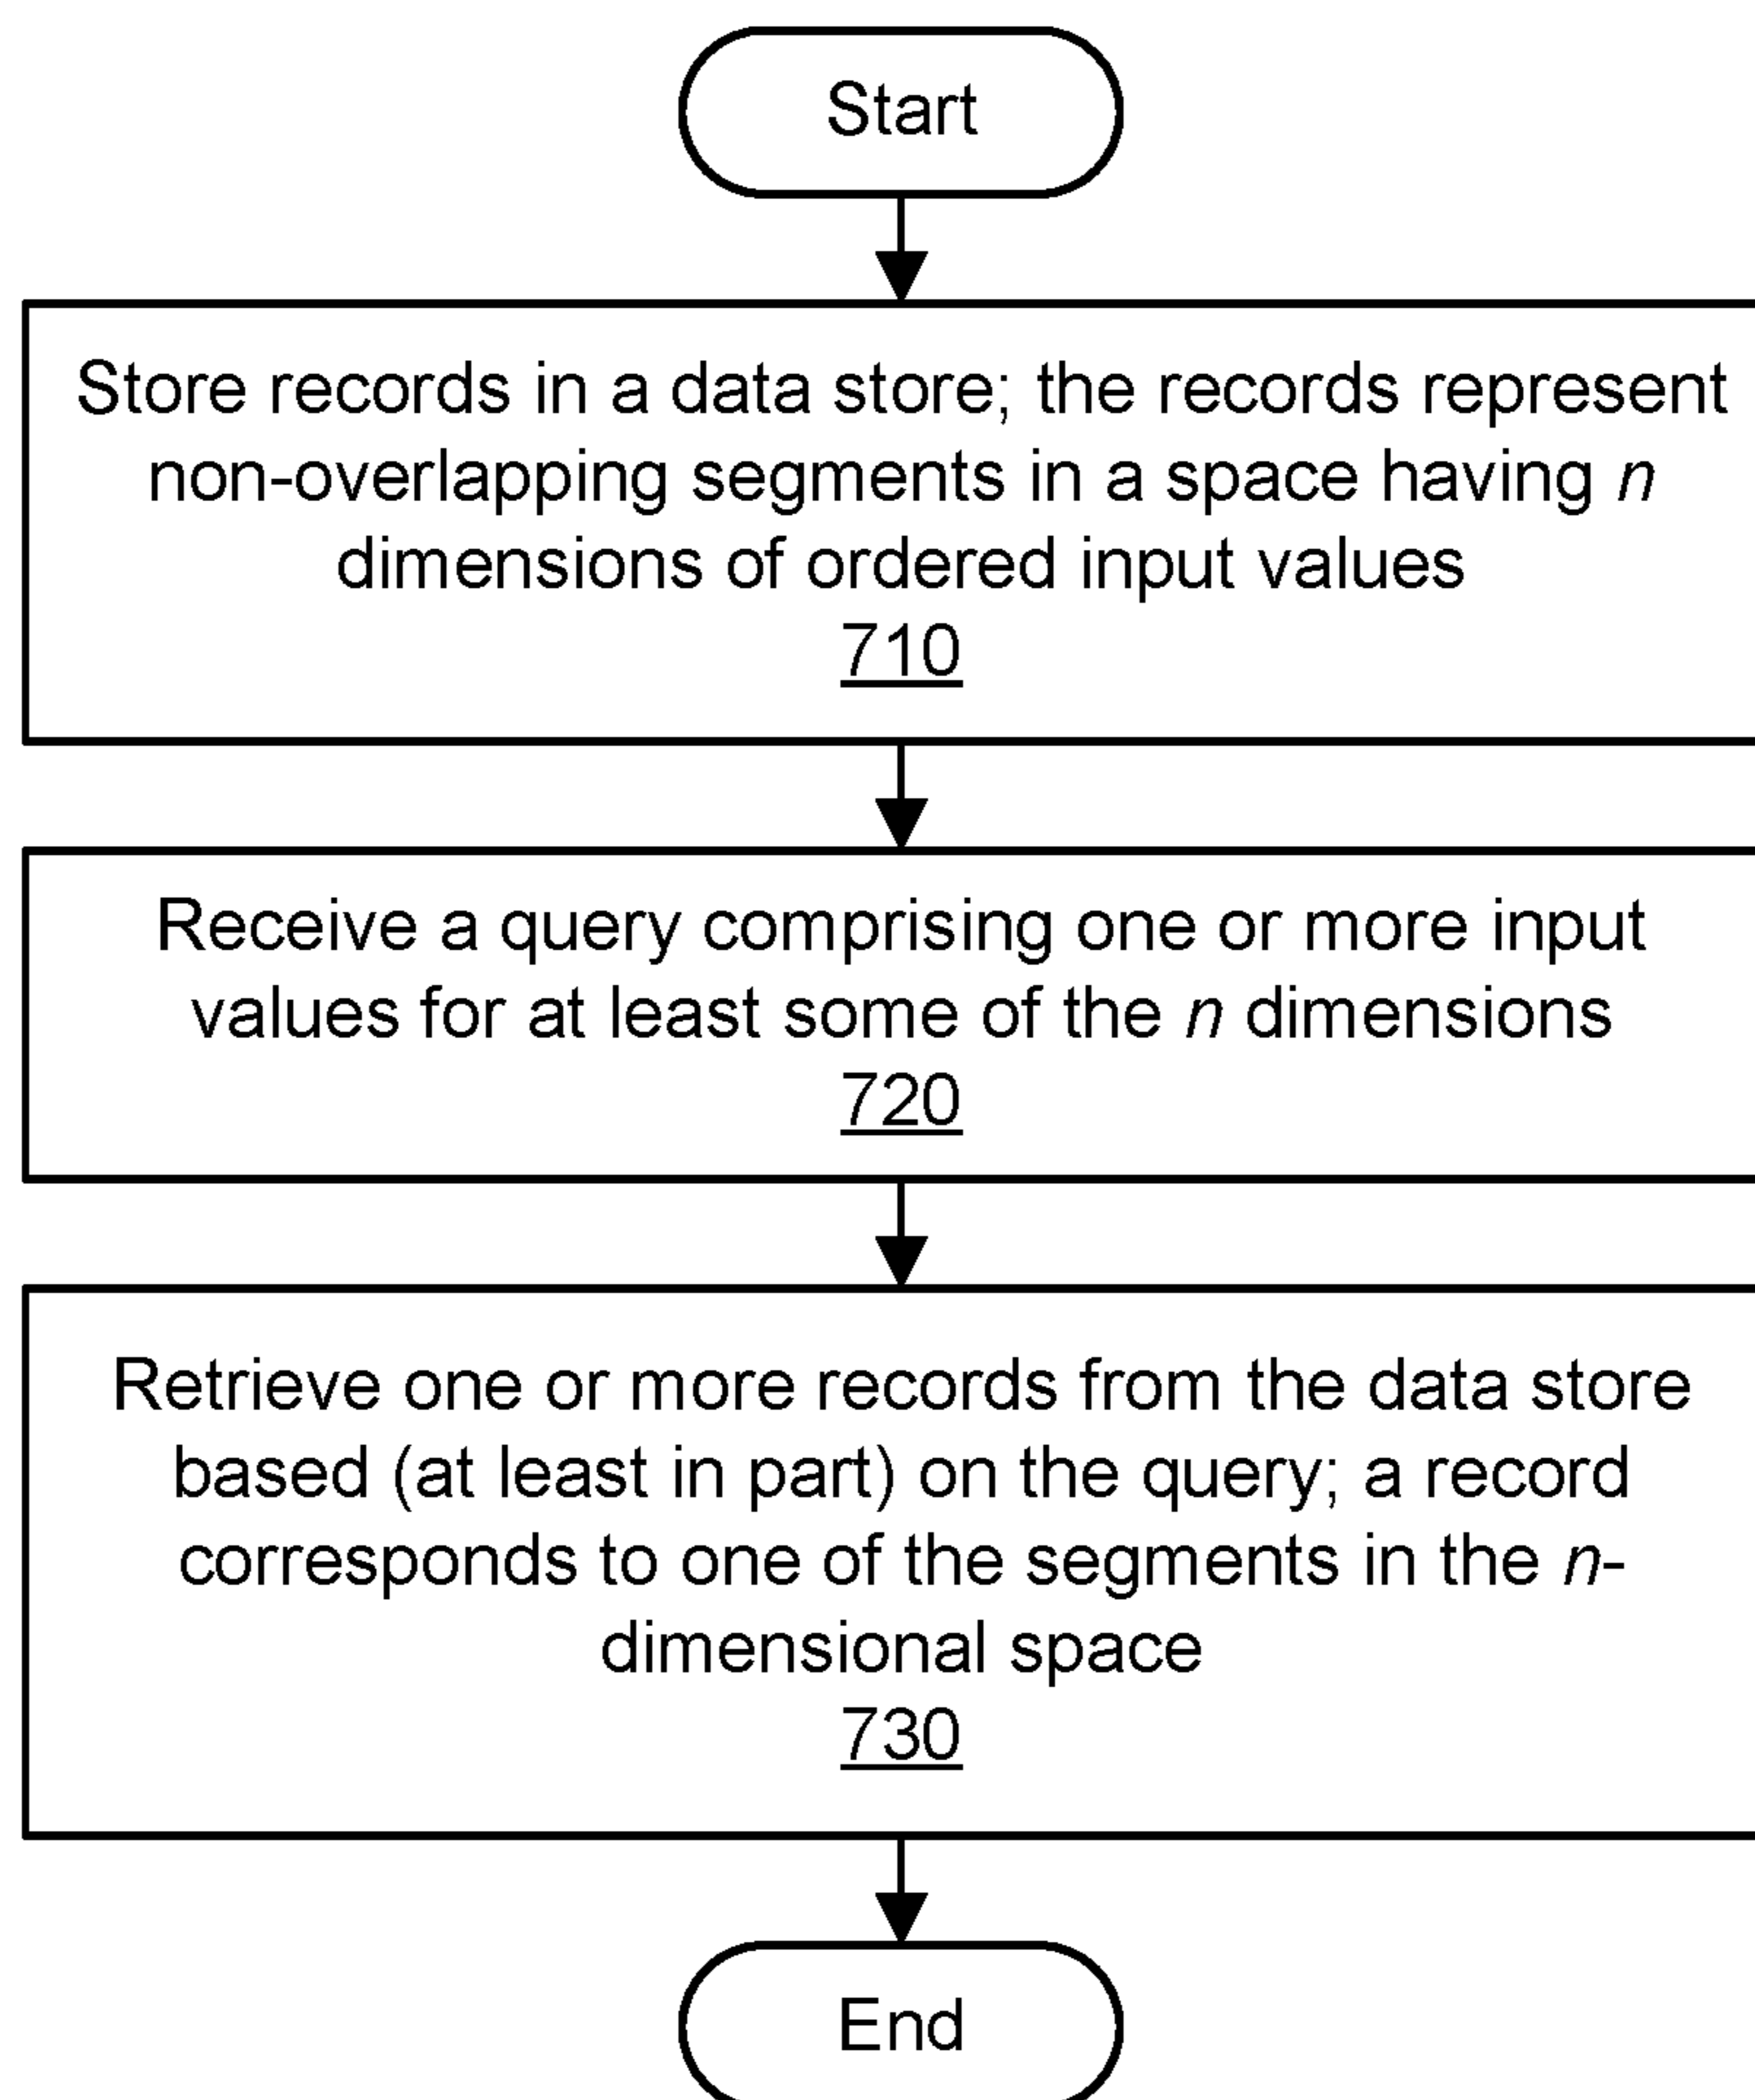 Start
Store records in a data store; the records represent
non-overlapping segments in a space having n
dimensions of ordered input values
710
Receive a query comprising one or more input
values for at least some of the n dimensions
720
Retrieve one or more records from the data store
based (at least in part) on the query; a record
corresponds to one of the segments in the n-
dimensional space
730
End